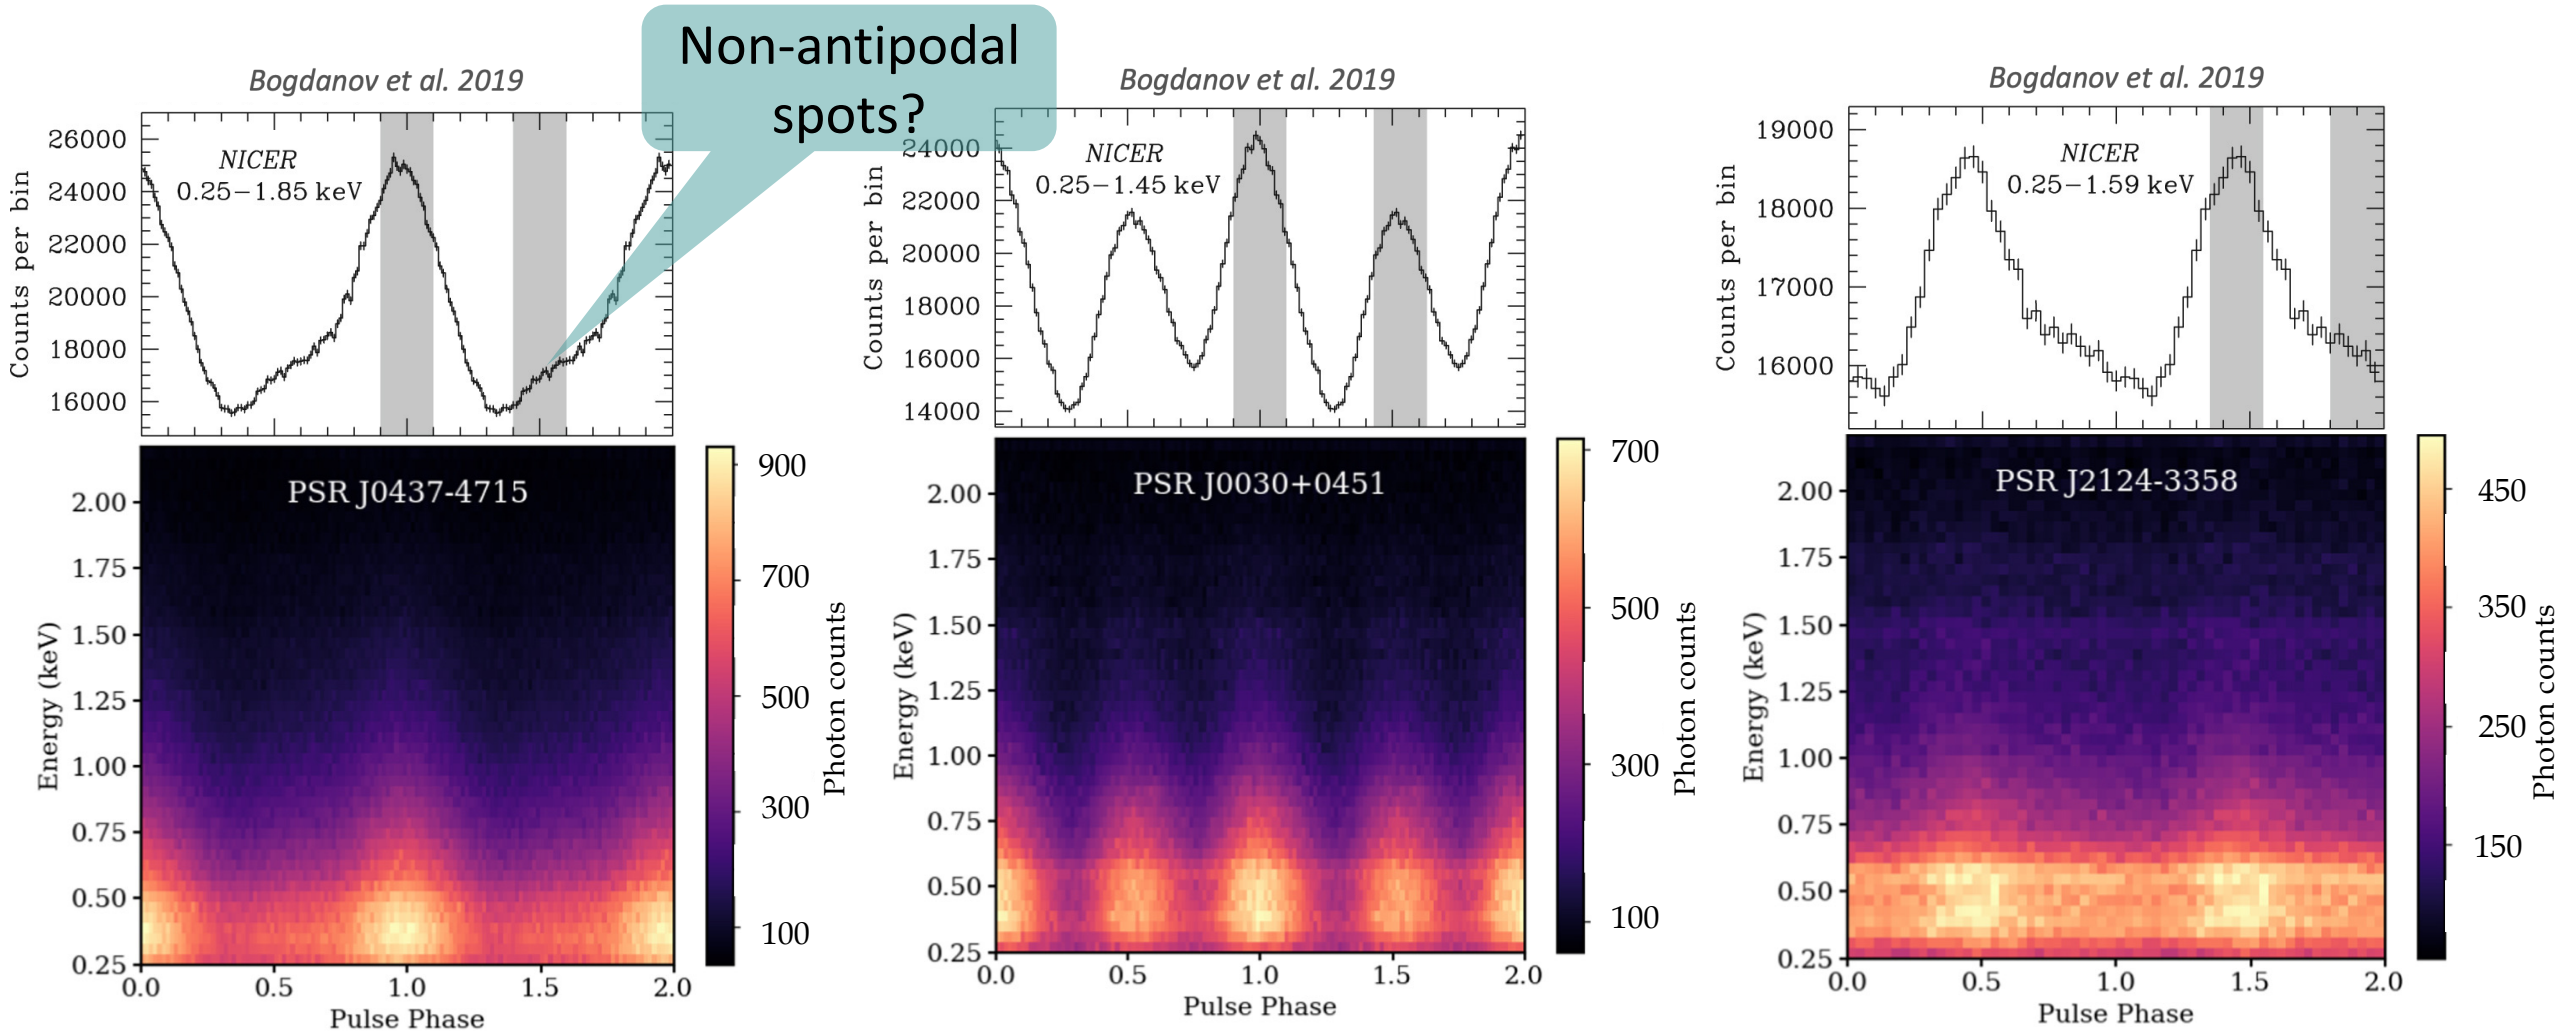 Non-antipodal
spots?
Bogdanov et al. 2019
NICER
0.25−1.85 keV
Counts per bin
26000
24000
22000
20000
18000
16000
PSR J0437-4715
Energy (keV)
2.00
1.75
1.50
1.25
1.00
0.75
0.50
0.25
0.0 0.5 1.0 1.5 2.0
Pulse Phase
900
700
500
300
100
Photon counts
Bogdanov et al. 2019
NICER
0.25−1.45 keV
Counts per bin
24000
22000
20000
18000
16000
14000
PSR J0030+0451
Energy (keV)
2.00
1.75
1.50
1.25
1.00
0.75
0.50
0.25
0.0 0.5 1.0 1.5 2.0
Pulse Phase
700
500
300
100
Photon counts
Bogdanov et al. 2019
NICER
0.25−1.59 keV
Counts per bin
19000
18000
17000
16000
PSR J2124-3358
Energy (keV)
2.00
1.75
1.50
1.25
1.00
0.75
0.50
0.25
0.0 0.5 1.0 1.5 2.0
Pulse Phase
450
350
250
150
Photon counts